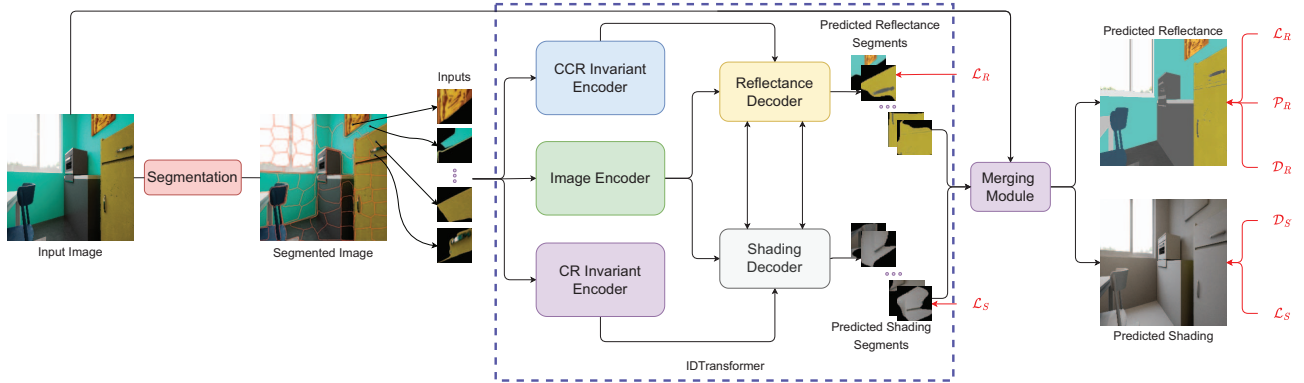 Input Image
Segmentation
Segmented Image
Inputs
CCR Invariant
Encoder
Image Encoder
CR Invariant
Encoder
Reflectance
Decoder
Shading
Decoder
IDTransformer
Predicted Reflectance
Segments
ℒ_R
Predicted Shading
Segments
ℒ_S
Merging
Module
Predicted Reflectance
ℒ_R
𝒫_R
𝒟_R
Predicted Shading
𝒟_S
ℒ_S